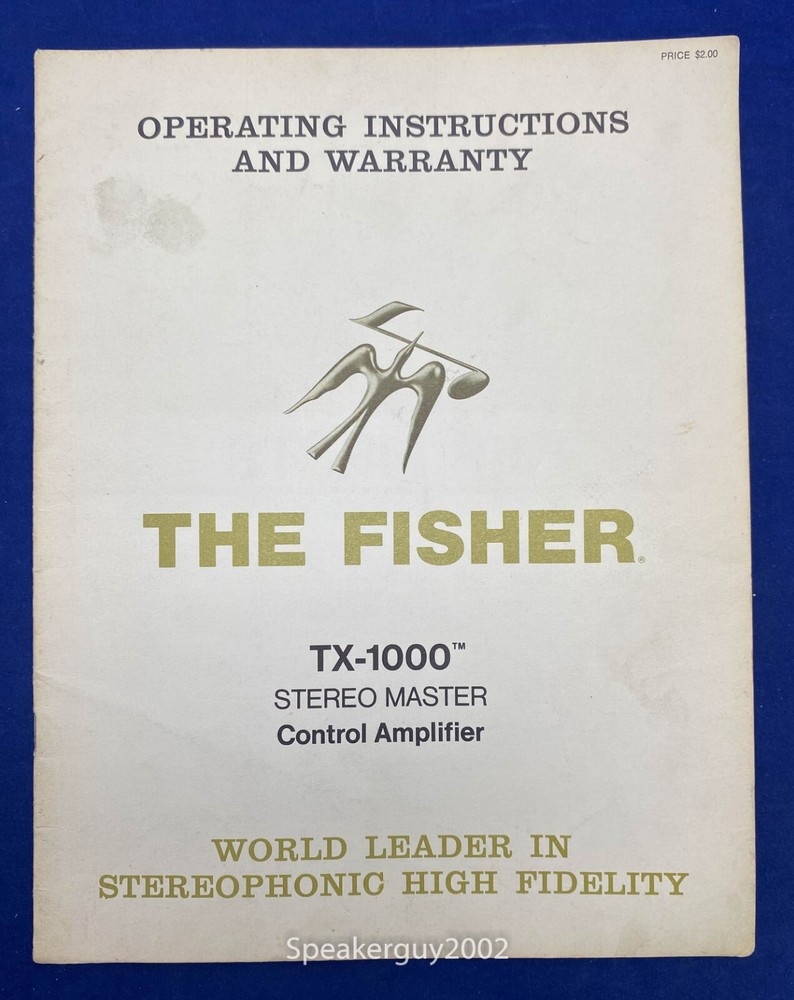 PRICE $2.00
OPERATING INSTRUCTIONS
AND WARRANTY
THE FISHER®
TX-1000™
STEREO MASTER
Control Amplifier
WORLD LEADER IN
STEREOPHONIC HIGH FIDELITY
Speakerguy2002